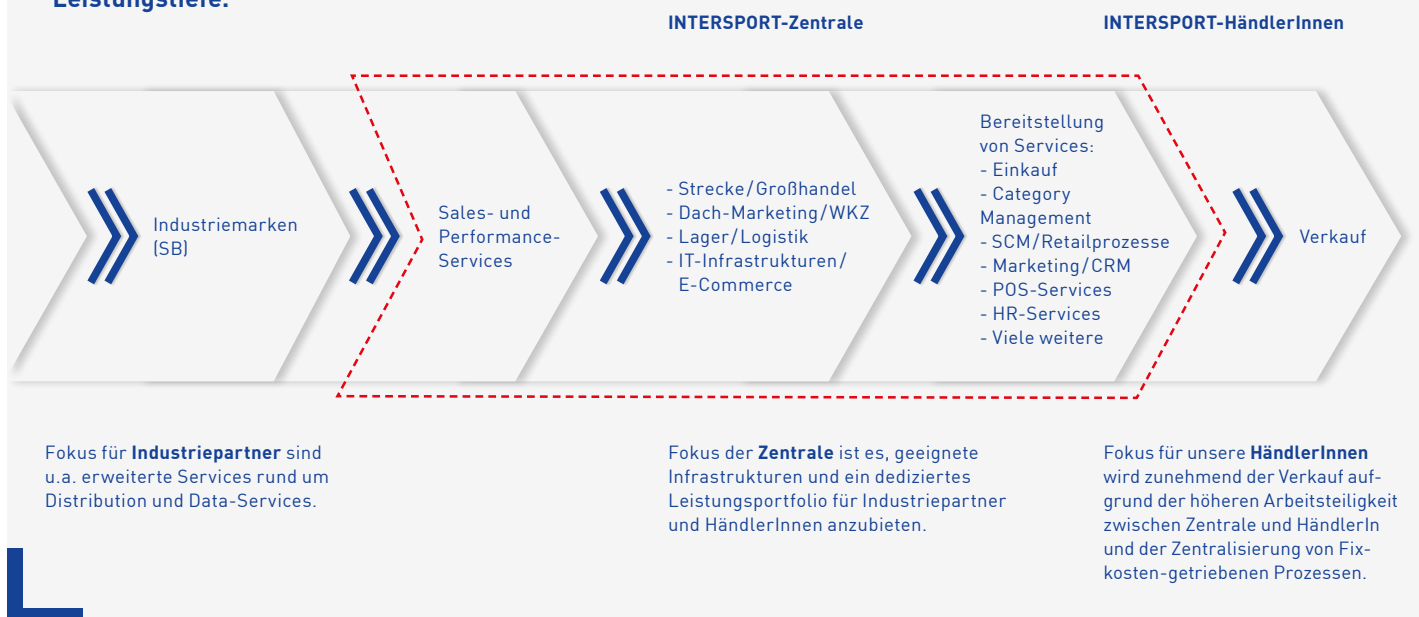 Leistungstiefe.
INTERSPORT-Zentrale
INTERSPORT-HändlerInnen
Industriemarken
(SB)
Sales- und
Performance-
Services
- Strecke/Großhandel
- Dach-Marketing/WKZ
- Lager/Logistik
- IT-Infrastrukturen/
E-Commerce
Bereitstellung
von Services:
- Einkauf
- Category
Management
- SCM/Retailprozesse
- Marketing/CRM
- POS-Services
- HR-Services
- Viele weitere
Verkauf
Fokus für Industriepartner sind
u.a. erweiterte Services rund um
Distribution und Data-Services.
Fokus der Zentrale ist es, geeignete
Infrastrukturen und ein dediziertes
Leistungsportfolio für Industriepartner
und HändlerInnen anzubieten.
Fokus für unsere HändlerInnen
wird zunehmend der Verkauf auf-
grund der höheren Arbeitsteiligkeit
zwischen Zentrale und HändlerIn
und der Zentralisierung von Fix-
kosten-getriebenen Prozessen.